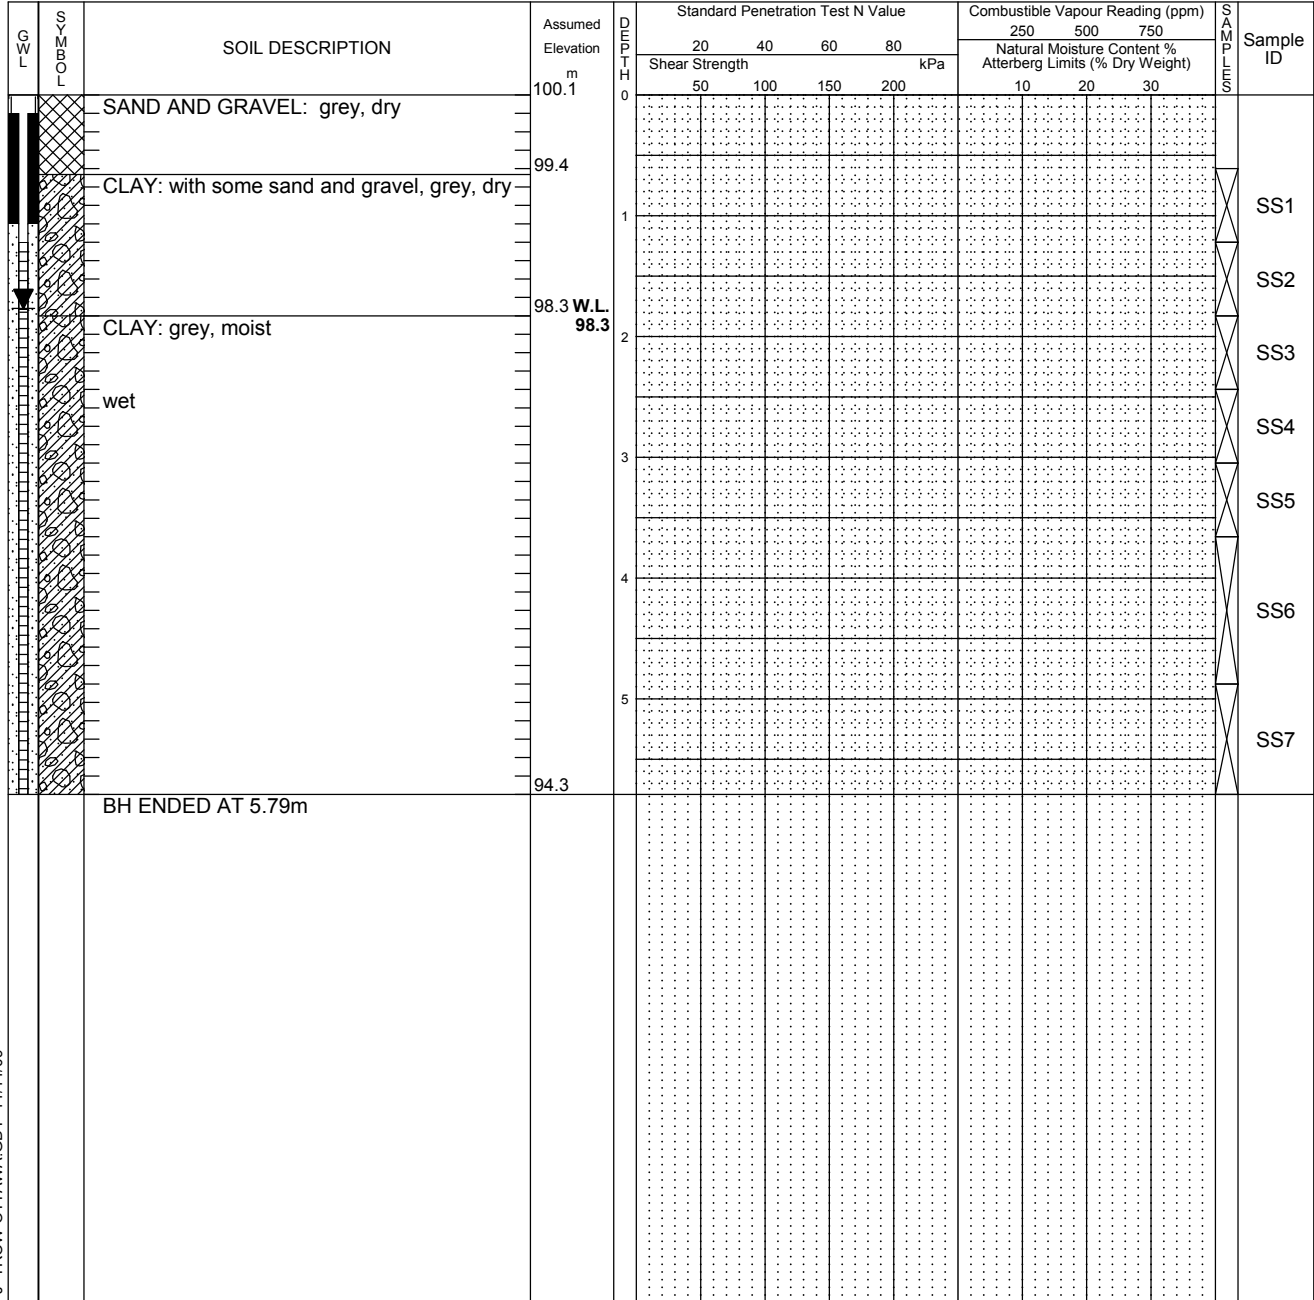 GWL
SYMBOL
SOIL DESCRIPTION
Assumed
Elevation
m
DEPTH
Standard Penetration Test N Value
20 40 60 80
Shear Strength kPa
50 100 150 200
Combustible Vapour Reading (ppm)
250 500 750
Natural Moisture Content %
Atterberg Limits (% Dry Weight)
10 20 30
SAMPLES
Sample
ID
100.1
0
SAND AND GRAVEL: grey, dry
99.4
CLAY: with some sand and gravel, grey, dry
SS1
1
SS2
98.3 W.L.
98.3
CLAY: grey, moist
2
SS3
wet
SS4
3
SS5
4
SS6
5
SS7
94.3
BH ENDED AT 5.79m